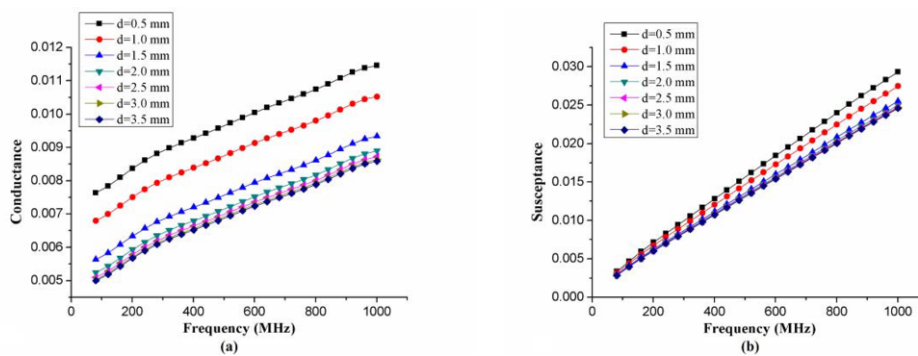 d=0.5 mm
d=1.0 mm
d=1.5 mm
d=2.0 mm
d=2.5 mm
d=3.0 mm
d=3.5 mm
0.012
0.011
0.010
0.009
0.008
0.007
0.006
0.005
Conductance
0 200 400 600 800 1000
Frequency (MHz)
(a)
d=0.5 mm
d=1.0 mm
d=1.5 mm
d=2.0 mm
d=2.5 mm
d=3.0 mm
d=3.5 mm
0.030
0.025
0.020
0.015
0.010
0.005
0.000
Susceptance
0 200 400 600 800 1000
Frequency (MHz)
(b)